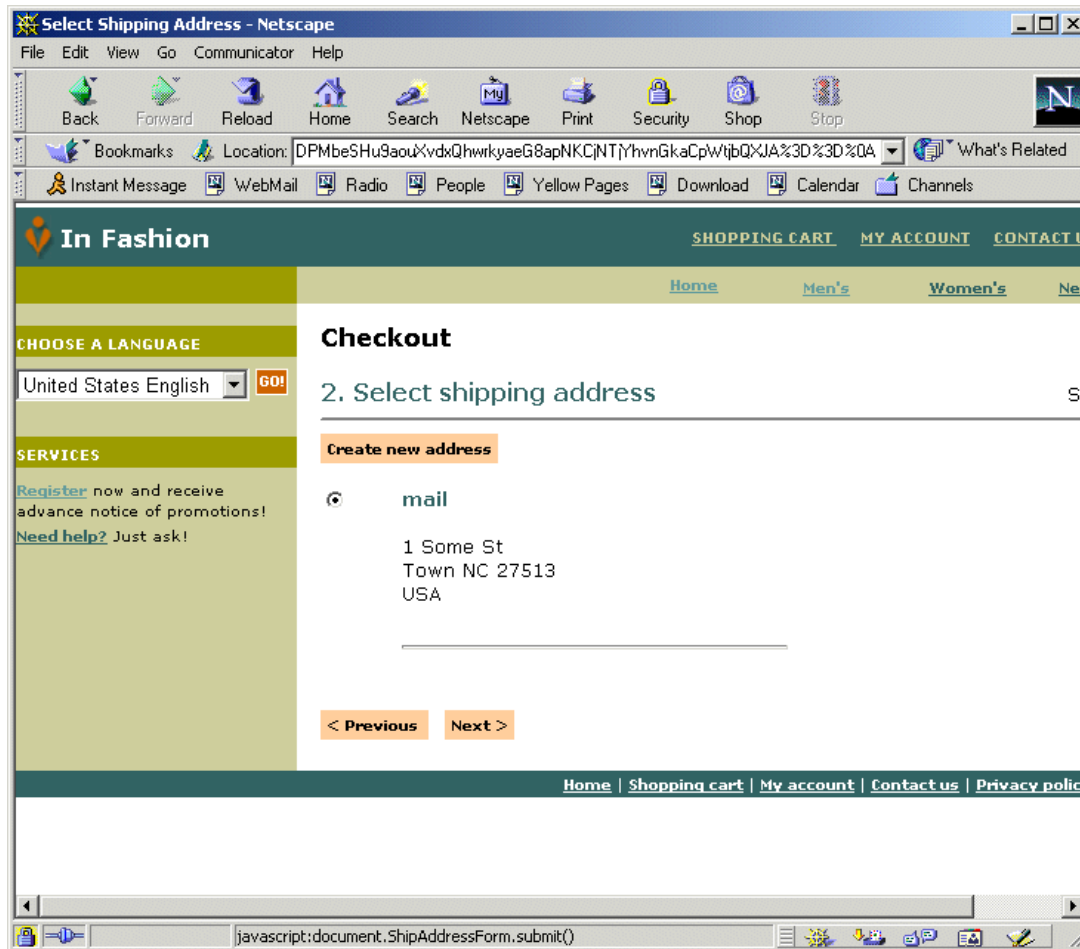 Select Shipping Address - Netscape
File Edit View Go Communicator Help
Back Forward Reload Home Search Netscape Print Security Shop Stop
Bookmarks Location: DPMbeSHu9aouXvdxQhwrkyaeG8apNKCjNTjYhvnGkaCpWtjbQXJA%3D%3D%0A What's Related
Instant Message WebMail Radio People Yellow Pages Download Calendar Channels
In Fashion SHOPPING CART MY ACCOUNT CONTACT U
Home Men's Women's Ne
CHOOSE A LANGUAGE
United States English GO!
SERVICES
Register now and receive
advance notice of promotions!
Need help? Just ask!
Checkout
2. Select shipping address S
Create new address
mail
1 Some St
Town NC 27513
USA
< Previous Next >
Home | Shopping cart | My account | Contact us | Privacy polic
javascript:document.ShipAddressForm.submit()